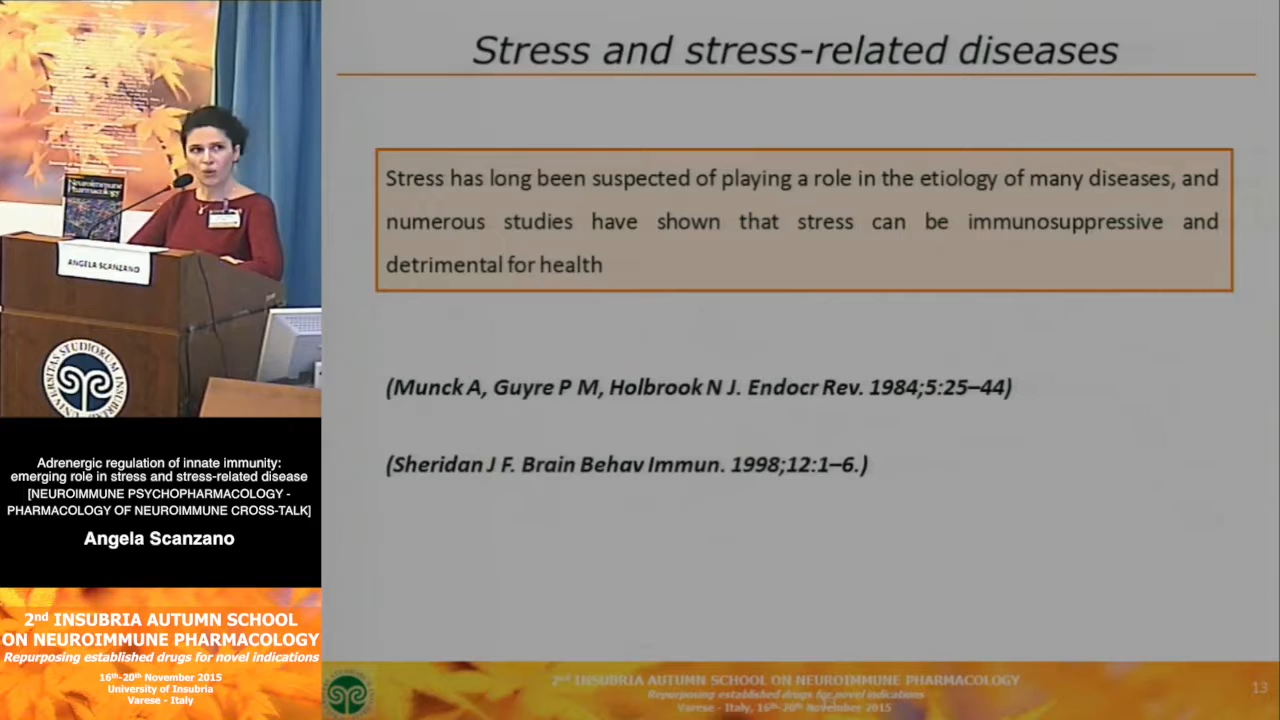 Stress and stress-related diseases
Stress has long been suspected of playing a role in the etiology of many diseases, and
numerous studies have shown that stress can be immunosuppressive and
detrimental for health
(Munck A, Guyre P M, Holbrook N J. Endocr Rev. 1984;5:25–44)
(Sheridan J F. Brain Behav Immun. 1998;12:1–6.)
Neuroimmune
Pharmacology
ANGELA SCANZANO
Adrenergic regulation of innate immunity:
emerging role in stress and stress-related disease
[NEUROIMMUNE PSYCHOPHARMACOLOGY -
PHARMACOLOGY OF NEUROIMMUNE CROSS-TALK]
Angela Scanzano
2nd INSUBRIA AUTUMN SCHOOL
ON NEUROIMMUNE PHARMACOLOGY
Repurposing established drugs for novel indications
16th-20th November 2015
University of Insubria
Varese - Italy
2nd INSUBRIA AUTUMN SCHOOL ON NEUROIMMUNE PHARMACOLOGY
Repurposing established drugs for novel indications
Varese - Italy, 16th-20th November 2015
13